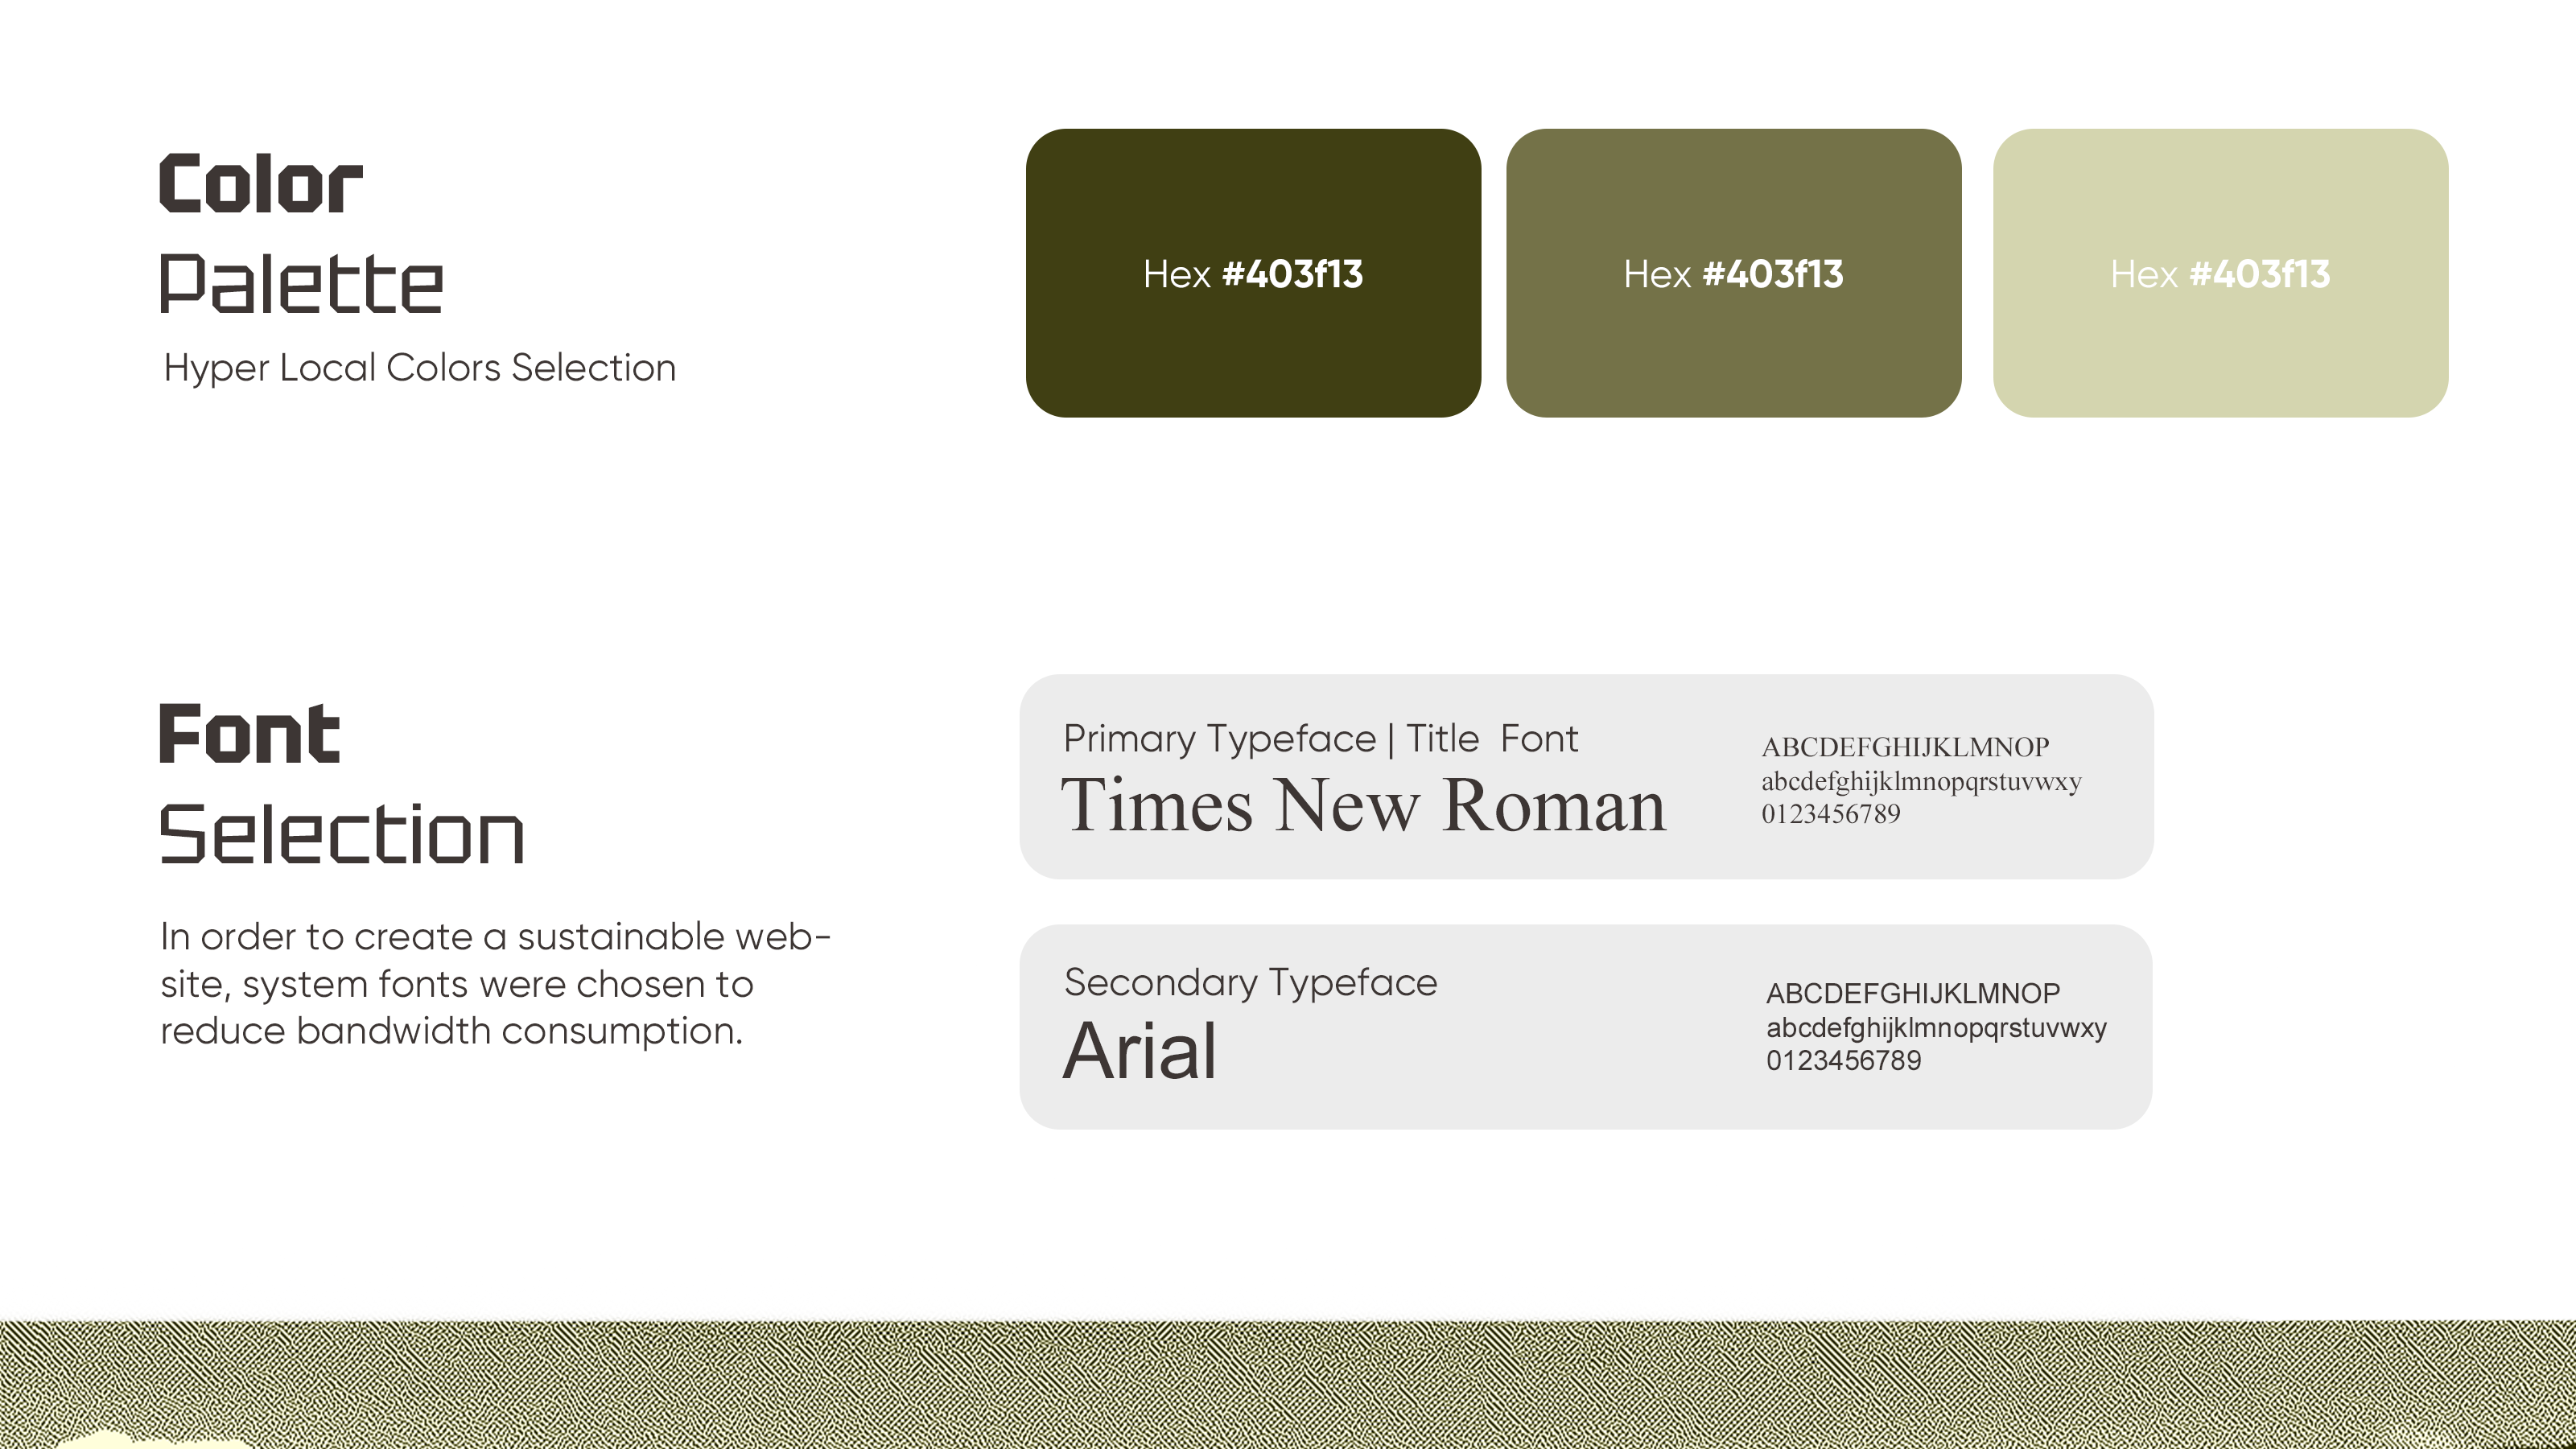 Color
Palette
Hyper Local Colors Selection
Hex #403f13
Hex #403f13
Hex #403f13
Font
Selection
In order to create a sustainable web-
site, system fonts were chosen to
reduce bandwidth consumption.
Primary Typeface | Title  Font
Times New Roman
ABCDEFGHIJKLMNOP
abcdefghijklmnopqrstuvwxy
0123456789
Secondary Typeface
Arial
ABCDEFGHIJKLMNOP
abcdefghijklmnopqrstuvwxy
0123456789